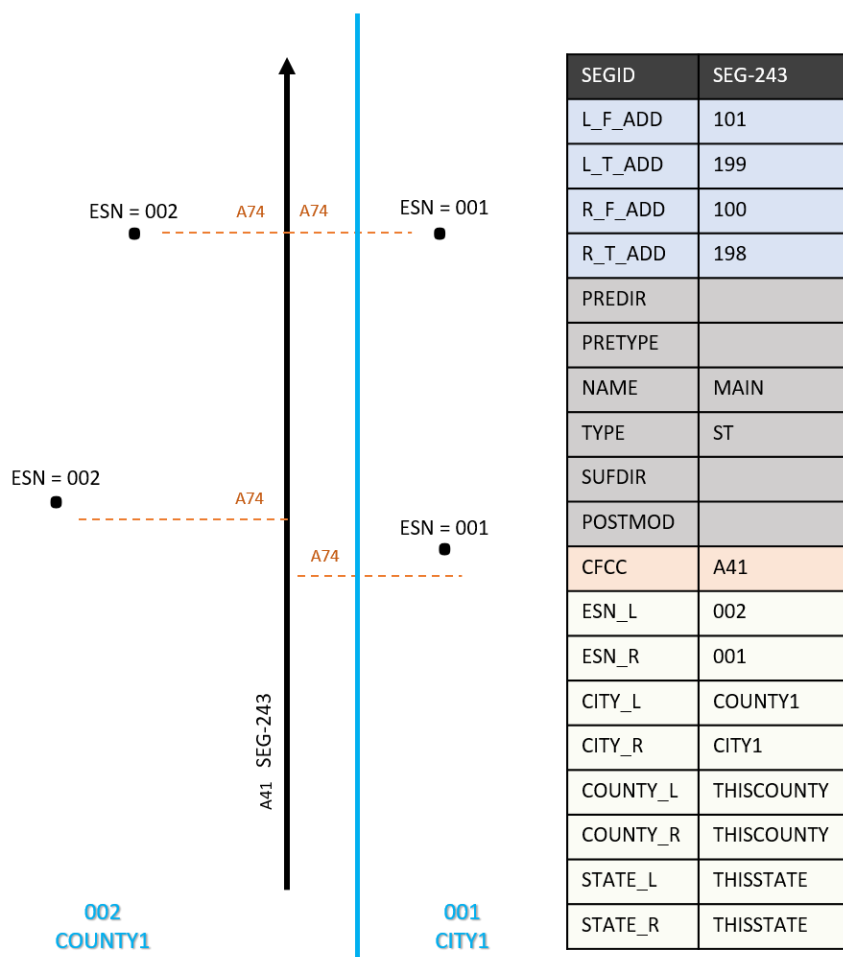 ESN = 002
A74
A74
ESN = 001
ESN = 002
A74
ESN = 001
A74
A41 SEG-243
002
COUNTY1
001
CITY1
SEGID SEG-243
L_F_ADD 101
L_T_ADD 199
R_F_ADD 100
R_T_ADD 198
PREDIR
PRETYPE
NAME MAIN
TYPE ST
SUFDIR
POSTMOD
CFCC A41
ESN_L 002
ESN_R 001
CITY_L COUNTY1
CITY_R CITY1
COUNTY_L THISCOUNTY
COUNTY_R THISCOUNTY
STATE_L THISSTATE
STATE_R THISSTATE